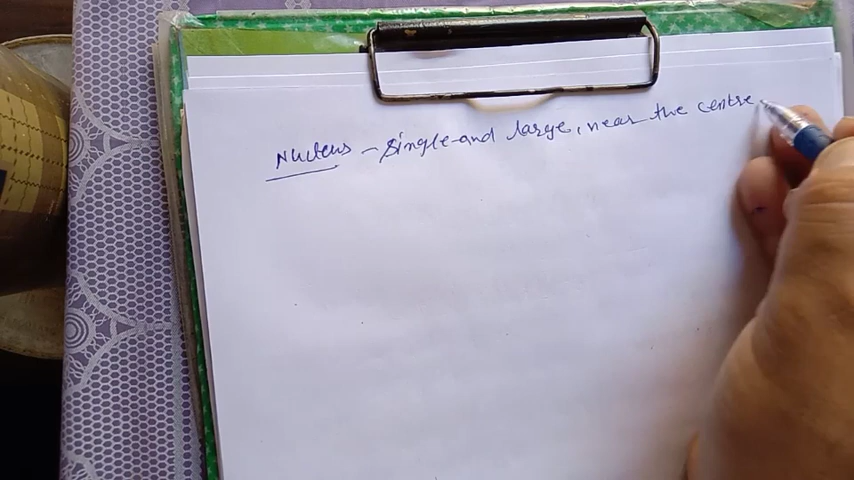 Nucleus - single and large, near the centre